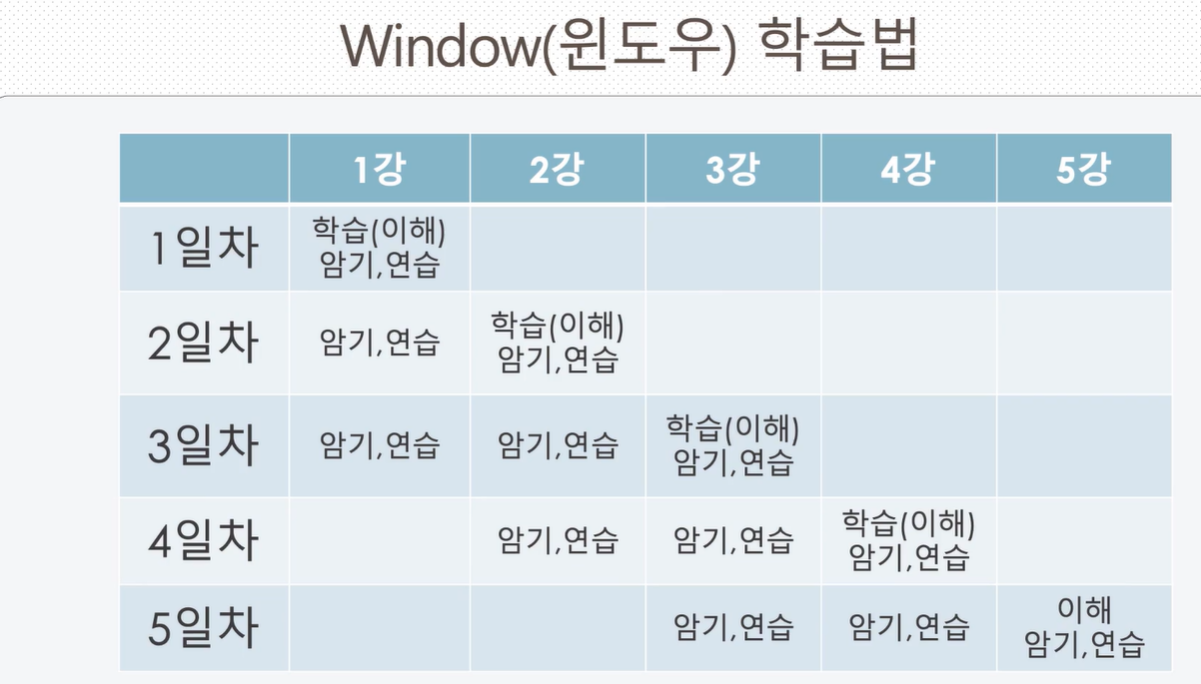 Window(윈도우) 학습법
1강 2강 3강 4강 5강
1일차 학습(이해) 암기,연습
2일차 암기,연습 학습(이해) 암기,연습
3일차 암기,연습 암기,연습 학습(이해) 암기,연습
4일차 암기,연습 암기,연습 학습(이해) 암기,연습
5일차 암기,연습 암기,연습 이해 암기,연습